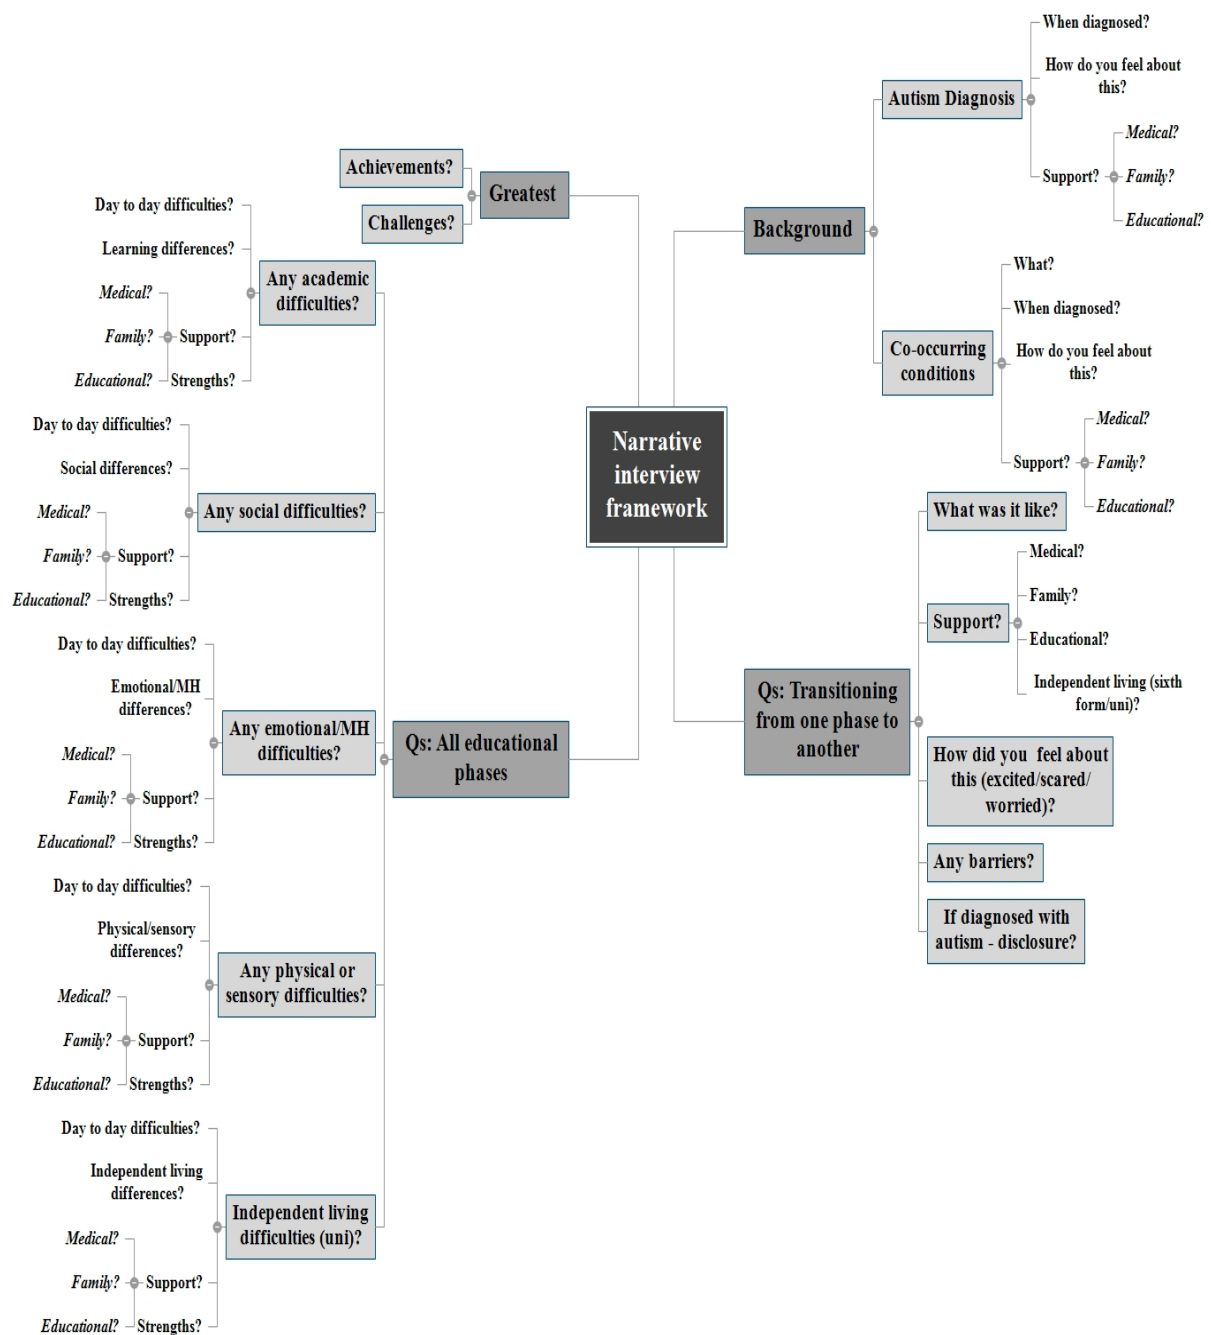 Narrative
interview
framework
Greatest
Achievements?
Challenges?
Background
Autism Diagnosis
When diagnosed?
How do you feel about
this?
Support?
Medical?
Family?
Educational?
Co-occurring
conditions
What?
When diagnosed?
How do you feel about
this?
Support?
Medical?
Family?
Educational?
Qs: Transitioning
from one phase to
another
What was it like?
Support?
Medical?
Family?
Educational?
Independent living (sixth
form/uni)?
How did you feel about
this (excited/scared/
worried)?
Any barriers?
If diagnosed with
autism - disclosure?
Qs: All educational
phases
Any academic
difficulties?
Day to day difficulties?
Learning differences?
Support?
Medical?
Family?
Educational?
Strengths?
Any social difficulties?
Day to day difficulties?
Social differences?
Support?
Medical?
Family?
Educational?
Strengths?
Any emotional/MH
difficulties?
Day to day difficulties?
Emotional/MH
differences?
Support?
Medical?
Family?
Educational?
Strengths?
Any physical or
sensory difficulties?
Day to day difficulties?
Physical/sensory
differences?
Support?
Medical?
Family?
Educational?
Strengths?
Independent living
difficulties (uni)?
Day to day difficulties?
Independent living
differences?
Support?
Medical?
Family?
Educational?
Strengths?